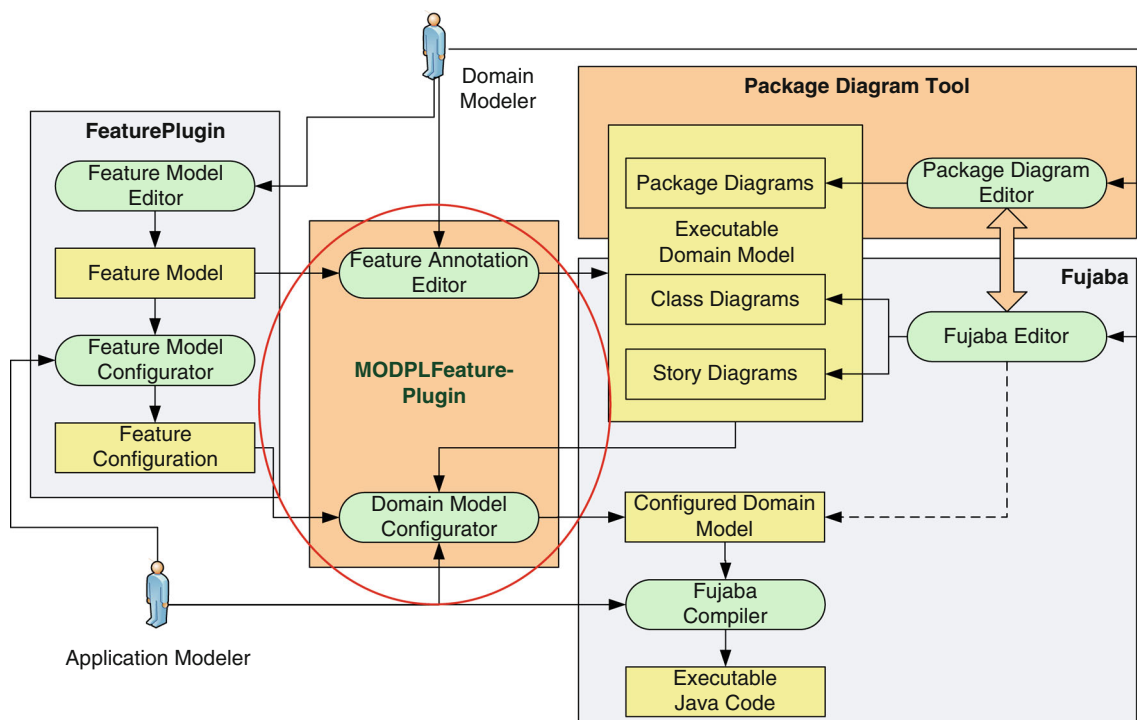 Domain
Modeler
Package Diagram Tool
FeaturePlugin
Feature Model
Editor
Package Diagrams
Package Diagram
Editor
Executable
Domain Model
Feature Model
Feature Annotation
Editor
Fujaba
Class Diagrams
Feature Model
Configurator
Fujaba Editor
MODPLFeature-
Plugin
Story Diagrams
Feature
Configuration
Domain Model
Configurator
Configured Domain
Model
Fujaba
Compiler
Application Modeler
Executable
Java Code